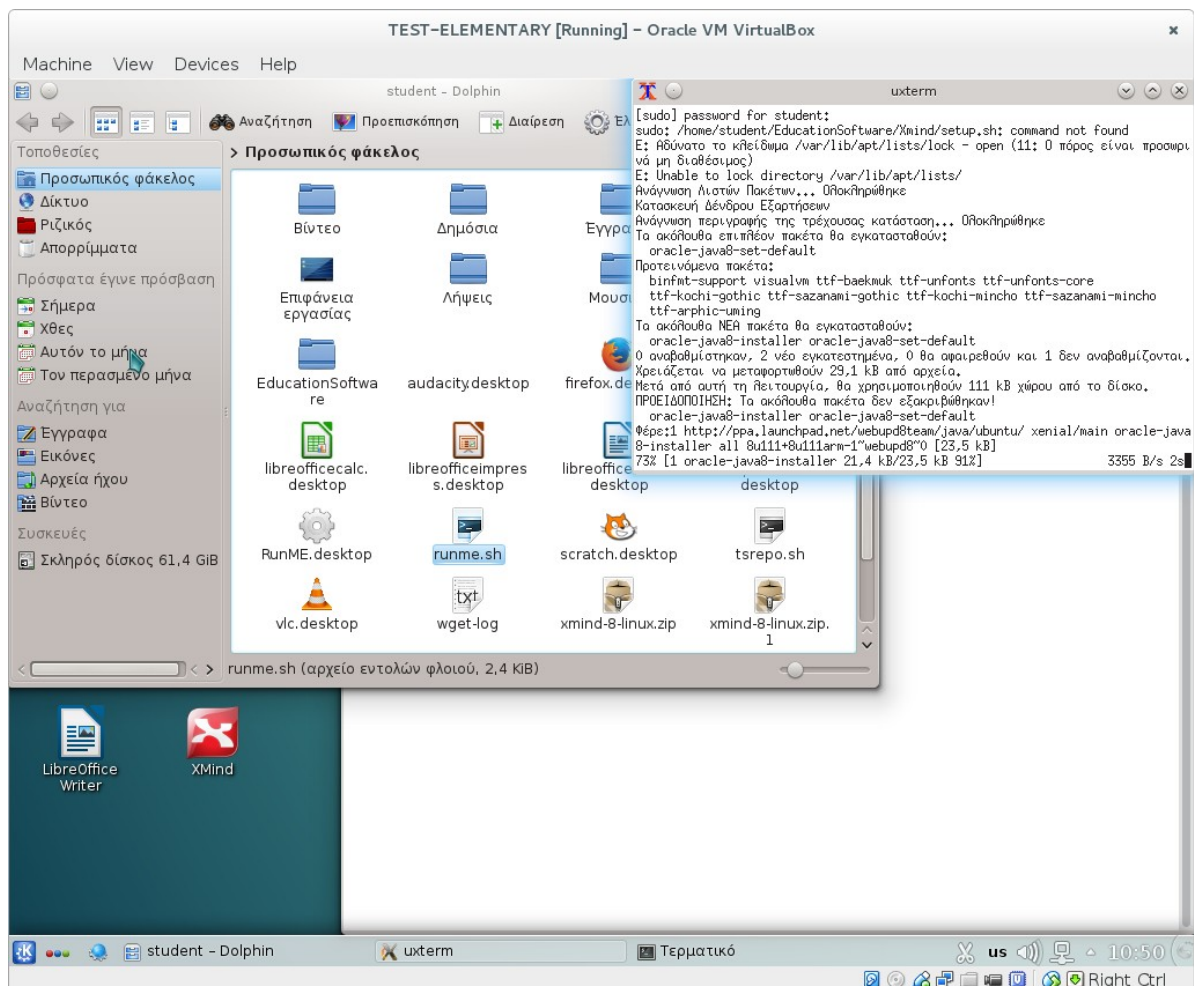 TEST-ELEMENTARY [Running] - Oracle VM VirtualBox
Machine View Devices Help
student - Dolphin
Αναζήτηση Προεπισκόπηση Διαίρεση Έλ
Τοποθεσίες
Προσωπικός φάκελος
Δίκτυο
Ριζικός
Απορρίμματα
Πρόσφατα έγινε πρόσβαση
Σήμερα
Χθες
Αυτόν το μήνα
Τον περασμένο μήνα
Αναζήτηση για
Έγγραφα
Εικόνες
Αρχεία ήχου
Βίντεο
Συσκευές
Σκληρός δίσκος 61,4 GiB
> Προσωπικός φάκελος
Βίντεο Δημόσια Έγγρα
Επιφάνεια εργασίας Λήψεις Μουσι
EducationSoftwa
re
audacity.desktop firefox.de
libreofficecalc.
desktop
libreofficeimpres
s.desktop
libreoffice
desktop
desktop
RunME.desktop runme.sh scratch.desktop tsrepo.sh
vlc.desktop wget-log xmind-8-linux.zip xmind-8-linux.zip.
1
runme.sh (αρχείο εντολών φλοιού, 2,4 KiB)
uxterm
[sudo] password for student:
sudo: /home/student/EducationSoftware/Xmind/setup.sh: command not found
E: Αδύνατο το κλείδωμα /var/lib/apt/lists/lock - open (11: Ο πόρος είναι προσωρι
νά μη διαθέσιμος)
E: Unable to lock directory /var/lib/apt/lists/
Ανάγνωση Λιστών Πακέτων... Ολοκληρώθηκε
Κατασκευή Δένδρου Εξαρτήσεων
Ανάγνωση περιγραφής της τρέχουσας κατάσταση... Ολοκληρώθηκε
Τα ακόλουθα επιπλέον πακέτα θα εγκατασταθούν:
oracle-java8-set-default
Προτεινόμενα πακέτα:
binfmt-support visualvm ttf-baekmuk ttf-unfonts ttf-unfonts-core
ttf-kochi-gothic ttf-sazanami-gothic ttf-kochi-mincho ttf-sazanami-mincho
ttf-arphic-uming
Τα ακόλουθα ΝΕΑ πακέτα θα εγκατασταθούν:
oracle-java8-installer oracle-java8-set-default
0 αναβαθμίστηκαν, 2 νέο εγκατεστημένα, 0 θα αφαιρεθούν και 1 δεν αναβαθμίζονται.
Χρειάζεται να μεταφορτωθούν 29,1 kB από αρχεία.
Μετά από αυτή τη λειτουργία, θα χρησιμοποιηθούν 111 kB χώρου από το δίσκο.
ΠΡΟΕΙΔΟΠΟΙΗΣΗ: Τα ακόλουθα πακέτα δεν εξακριβώθηκαν!
oracle-java8-installer oracle-java8-set-default
Φέρε:1 http://ppa.launchpad.net/webupd8team/java/ubuntu/ xenial/main oracle-java
8-installer all 8u111+8u111arm-1~webupd8~0 [23,5 kB]
73% [1 oracle-java8-installer 21,4 kB/23,5 kB 91%] 3355 B/s 2s
LibreOffice
Writer
XMind
student - Dolphin uxterm Τερματικό us 10:50
Right Ctrl